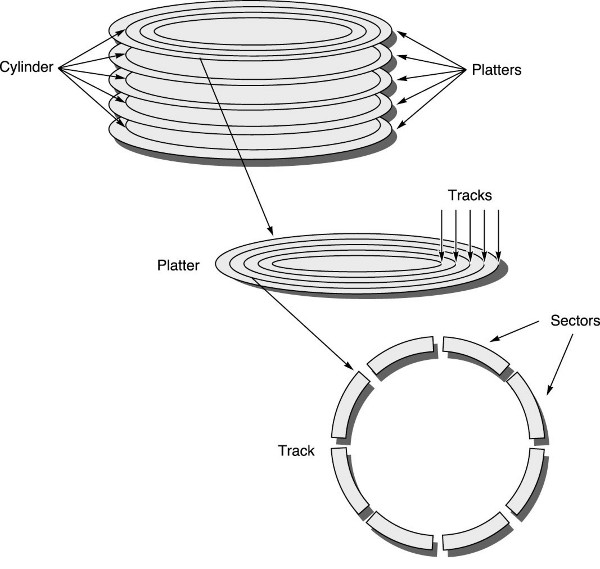 Cylinder
Platters
Tracks
Platter
Sectors
Track